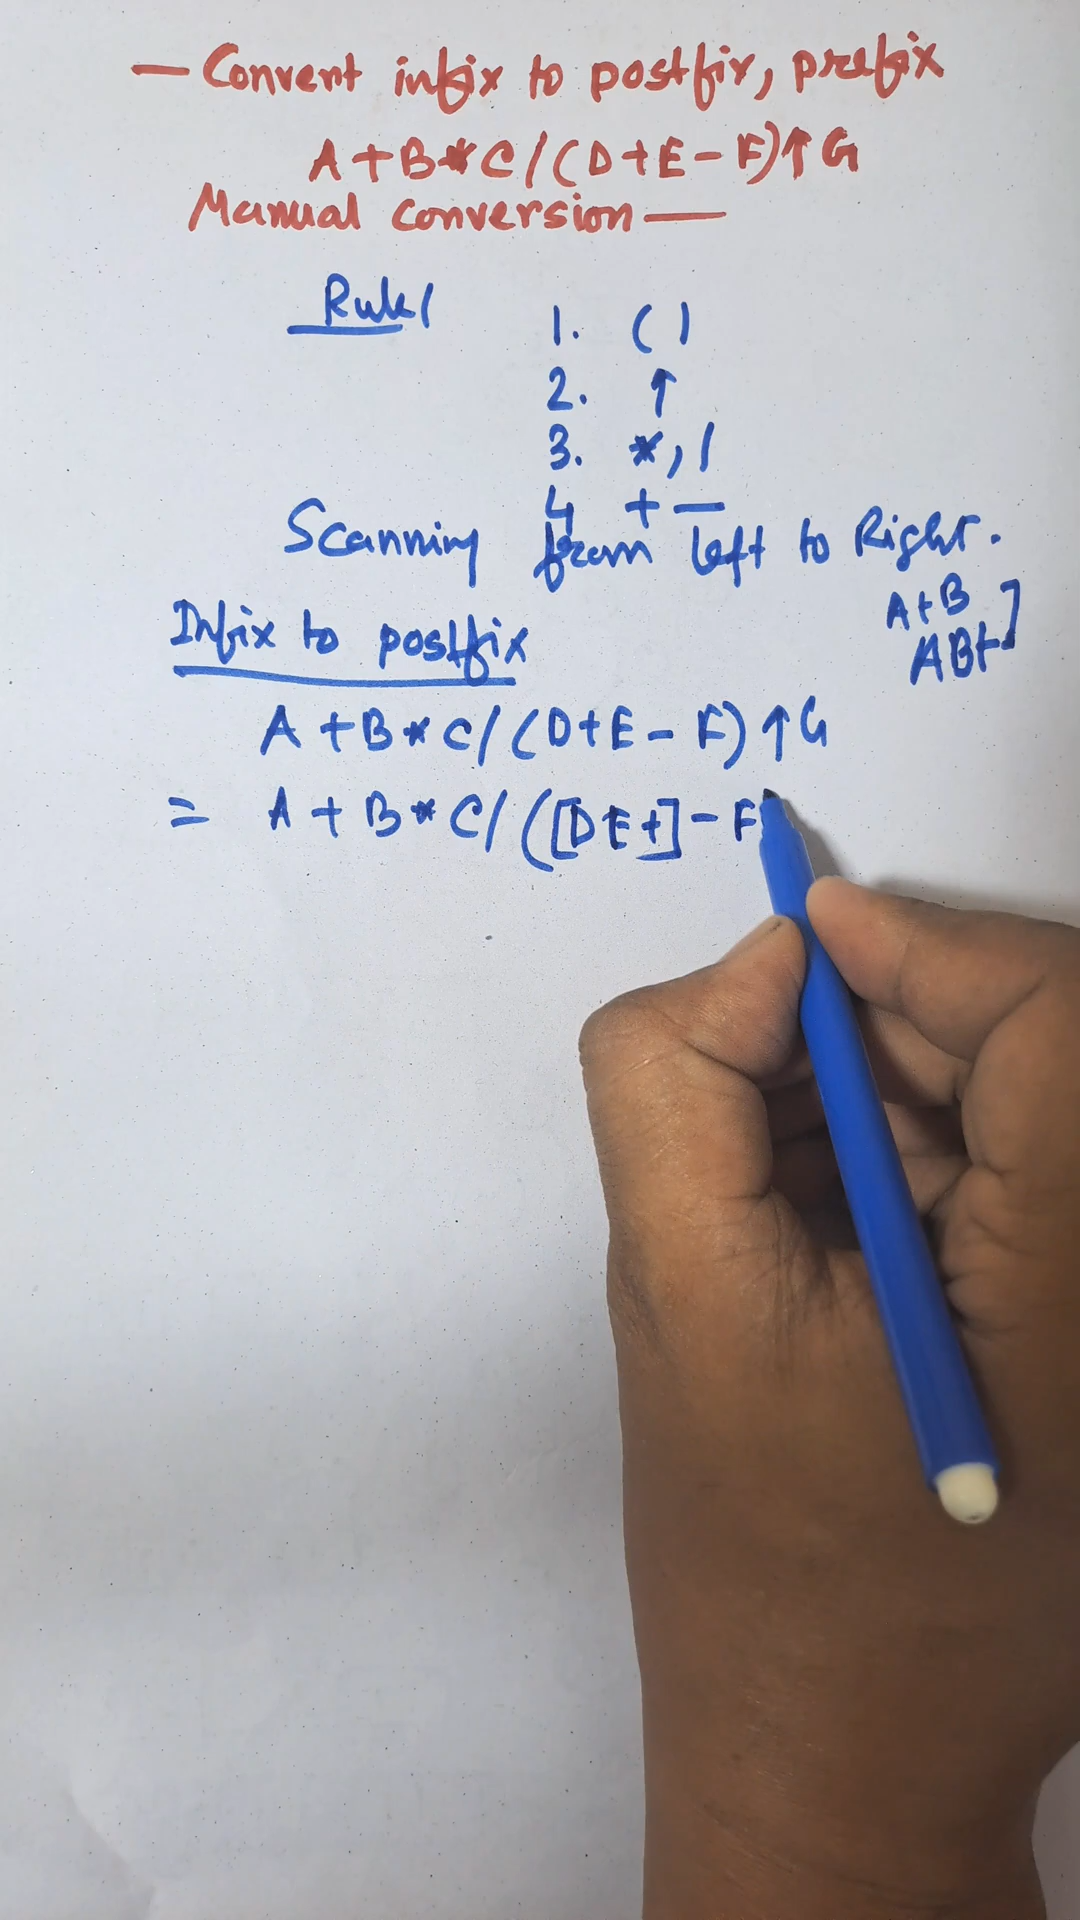 — Convert infix to postfix, prefix
A + B * C / (D + E - F) ↑ G
Manual conversion —
Rules
1. ( )
2. ↑
3. *, /
4 + —
Scanning from left to Right.
A+B
AB+
Infix to postfix
A + B * C / (D + E - F) ↑ G
= A + B * C / ([DE+] - F